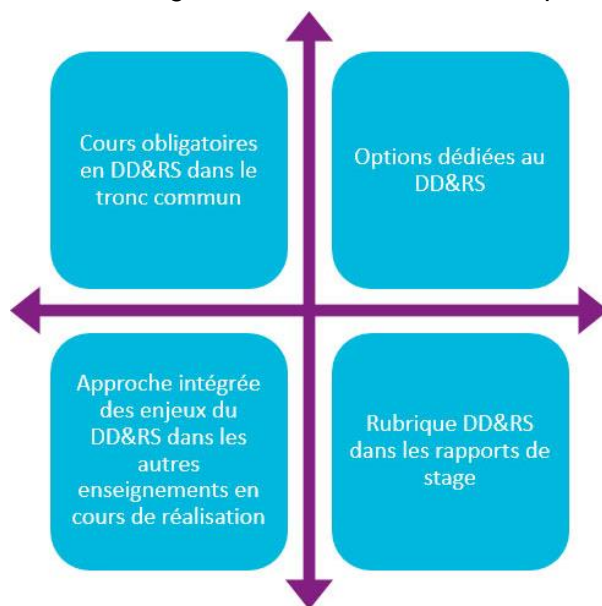 Cours obligatoires
en DD&RS dans le
tronc commun
Options dédiées au
DD&RS
Approche intégrée
des enjeux du
DD&RS dans les
autres
enseignements en
cours de réalisation
Rubrique DD&RS
dans les rapports de
stage